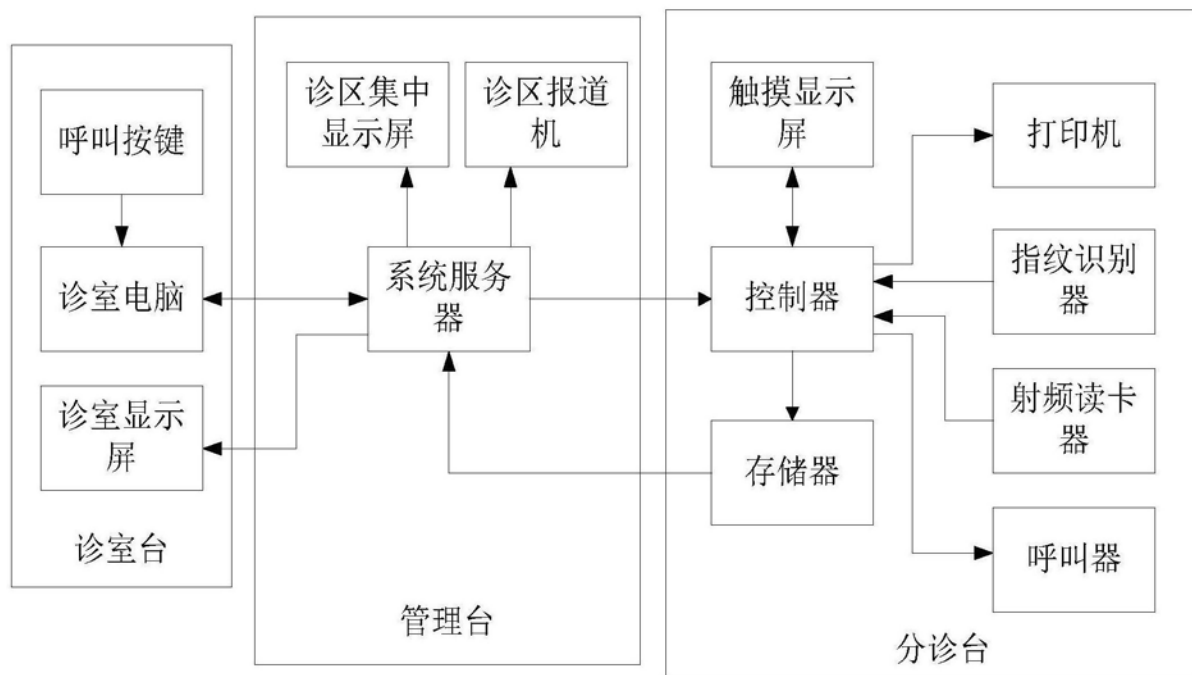 呼叫按键
诊室电脑
诊室显示
屏
诊室台
诊区集中
显示屏
诊区报道
机
系统服务
器
管理台
触摸显示
屏
控制器
存储器
打印机
指纹识别
器
射频读卡
器
呼叫器
分诊台